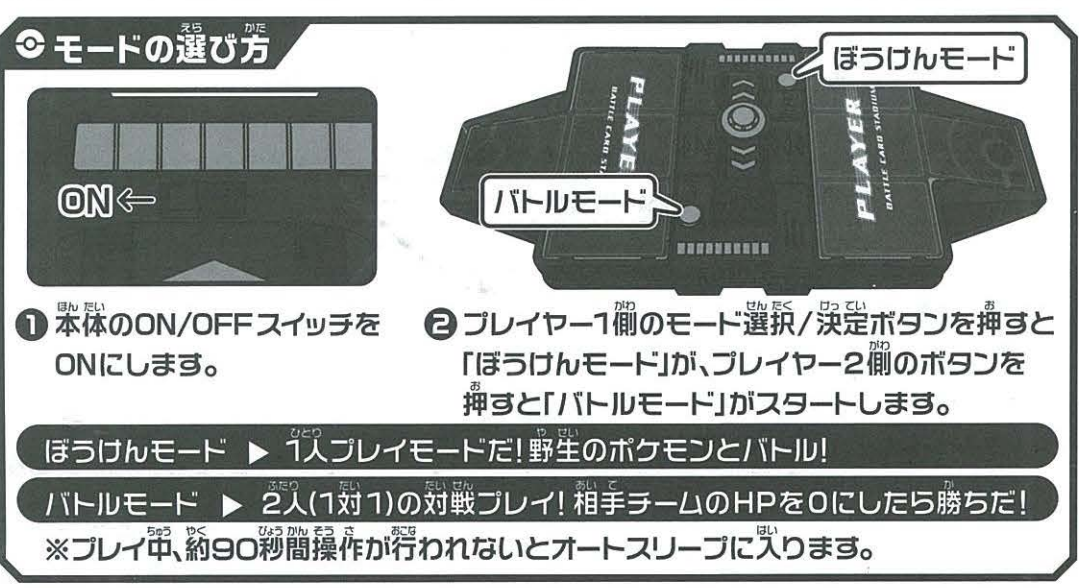 モードの選び方
ON←
ぼうけんモード
PLAYE
BATTLE CARD ST
PLAYER
BATTLE CARD STADIUM
バトルモード
❶ 本体のON/OFFスイッチを
ONにします。
❷ プレイヤー1側のモード選択/決定ボタンを押すと
「ぼうけんモード」が、プレイヤー2側のボタンを
押すと「バトルモード」がスタートします。
ぼうけんモード ▶ 1人プレイモードだ!野生のポケモンとバトル!
バトルモード ▶ 2人(1対1)の対戦プレイ!相手チームのHPを0にしたら勝ちだ!
※プレイ中、約90秒間操作が行われないとオートスリープに入ります。